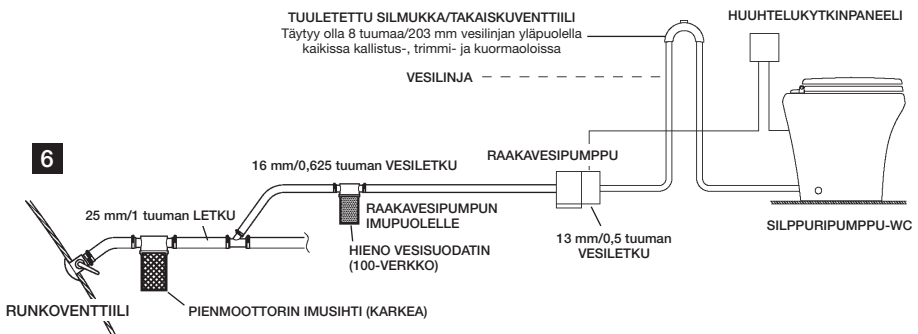 TUULETETTU SILMUKKA/TAKAISKUVENTTIILI
Täytyy olla 8 tuumaa/203 mm vesilinjan yläpuolella
kaikissa kallistus-, trimmi- ja kuormaoloissa
HUUHTELUKYTKINPANEELI
VESILINJA
6
16 mm/0,625 tuuman VESILETKU
RAAKAVESIPUMPPU
25 mm/1 tuuman LETKU
RAAKAVESIPUMPUN
IMUPUOLELLE
HIENO VESISUODATIN
(100-VERKKO)
13 mm/0,5 tuuman
VESILETKU
SILPPURIPUMPPU-WC
RUNKOVENTTIILI
PIENMOOTTORIN IMUSIHTI (KARKEA)